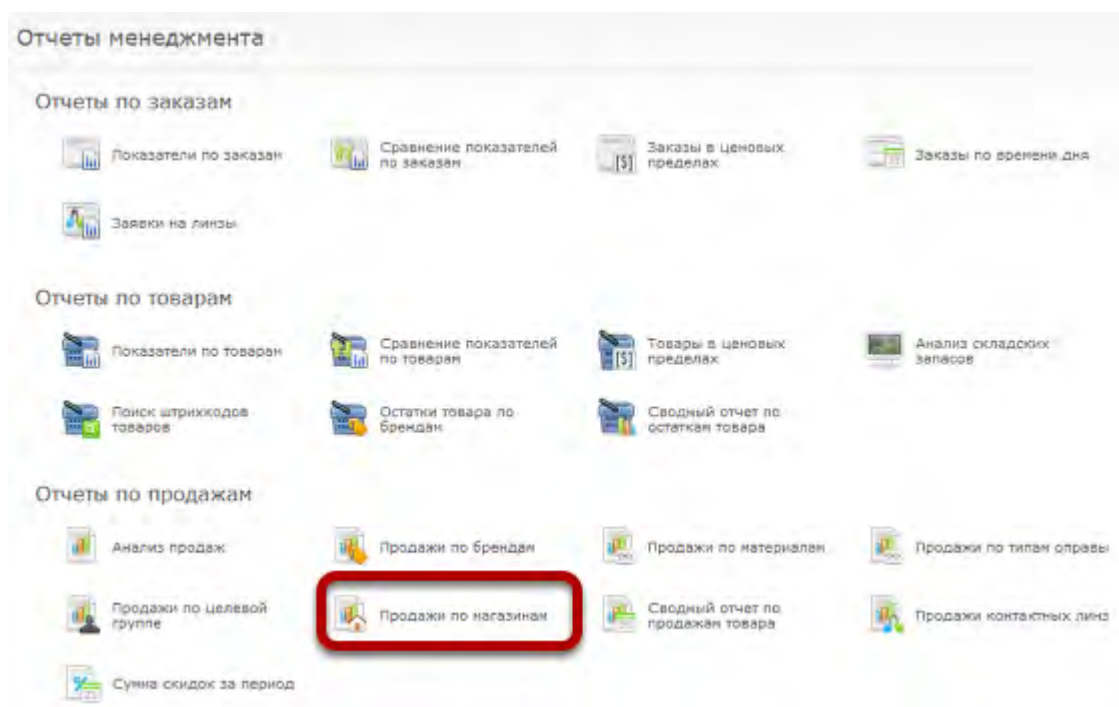 Отчеты менеджмента
Отчеты по заказам
Показатели по заказам
Сравнение показателей
по заказам
Заказы в ценовых
пределах
Заказы по времени дня
Заявки на линзы
Отчеты по товарам
Показатели по товарам
Сравнение показателей
по товарам
Товары в ценовых
пределах
Анализ складских
запасов
Поиск штрихкодов
товаров
Остатки товара по
брендам
Сводный отчет по
остаткам товара
Отчеты по продажам
Анализ продаж
Продажи по брендам
Продажи по материалам
Продажи по типам оправы
Продажи по целевой
группе
Продажи по магазинам
Сводный отчет по
продажам товара
Продажи контактных линз
Сумма скидок за период